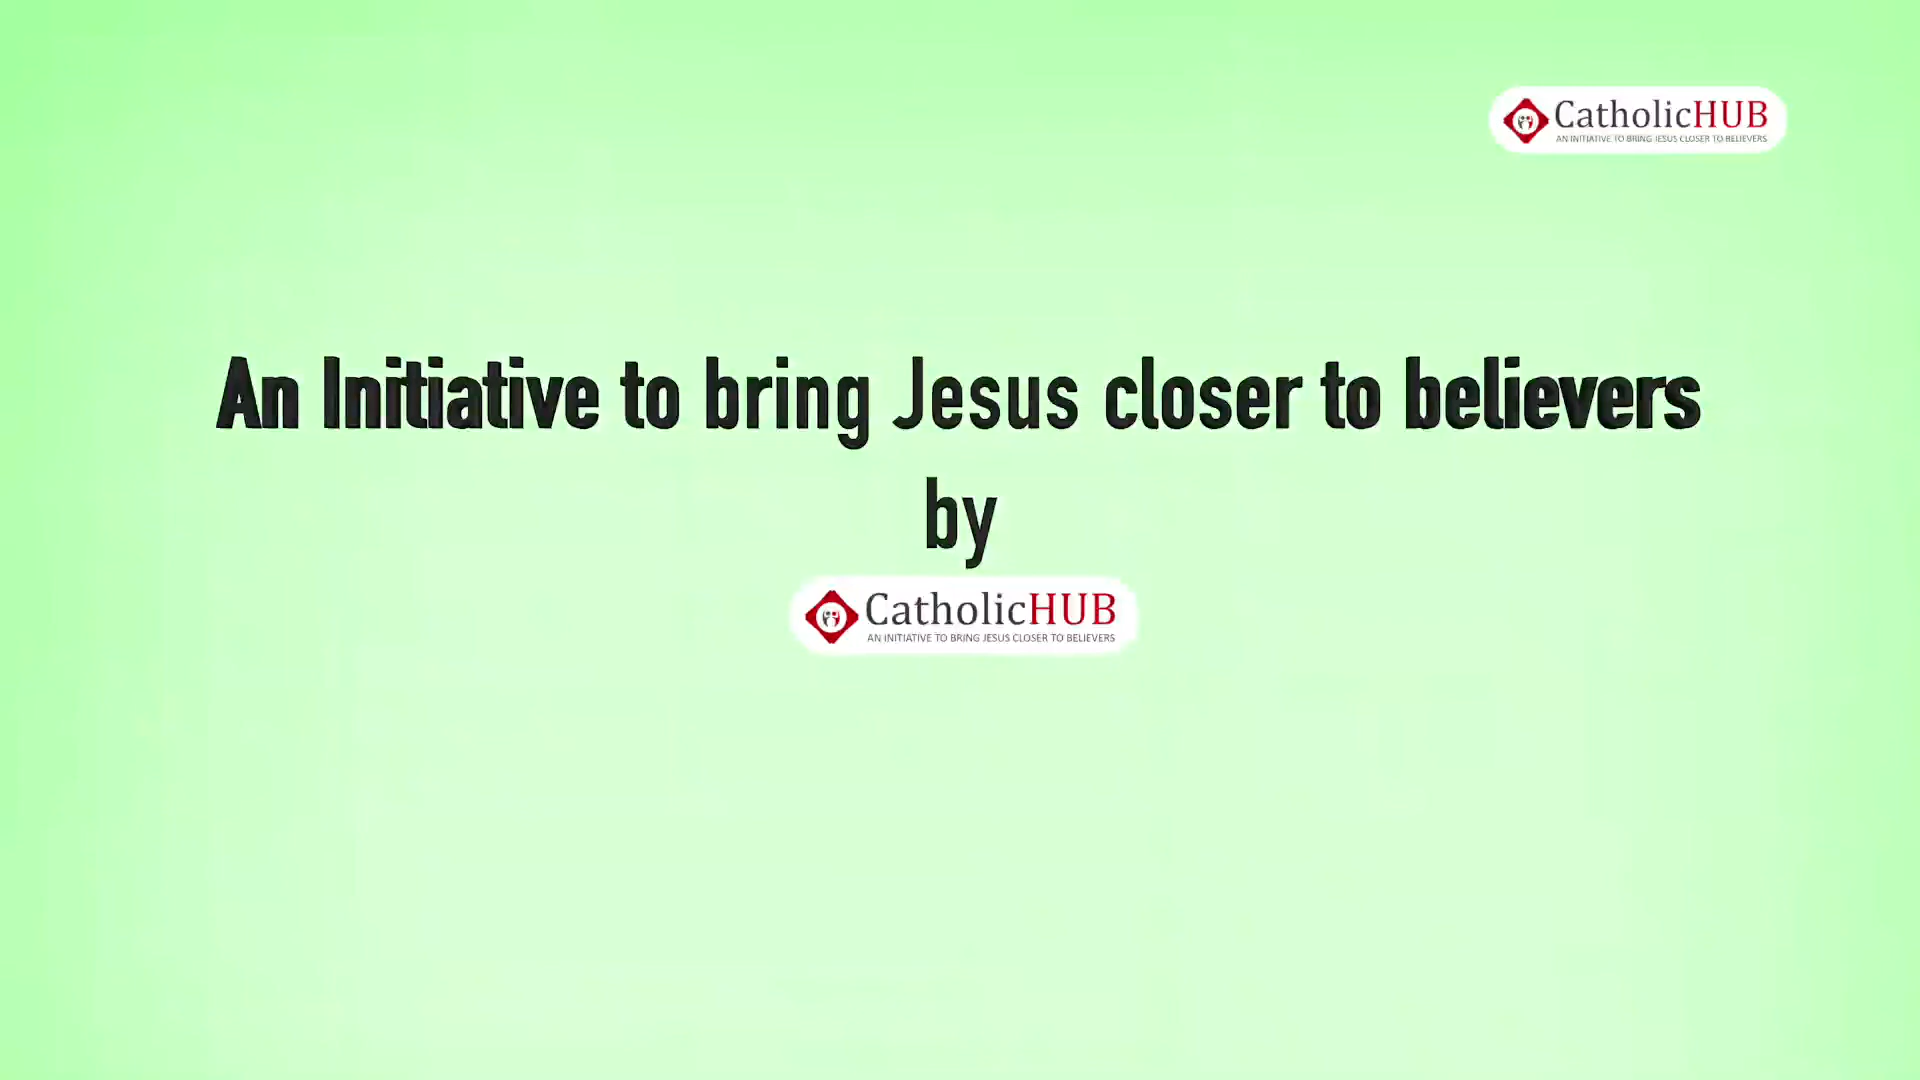 CatholicHUB
AN INITIATIVE TO BRING JESUS CLOSER TO BELIEVERS
An Initiative to bring Jesus closer to believers
by
CatholicHUB
AN INITIATIVE TO BRING JESUS CLOSER TO BELIEVERS